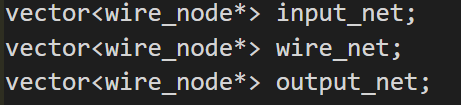 vector<wire_node*> input_net;
vector<wire_node*> wire_net;
vector<wire_node*> output_net;